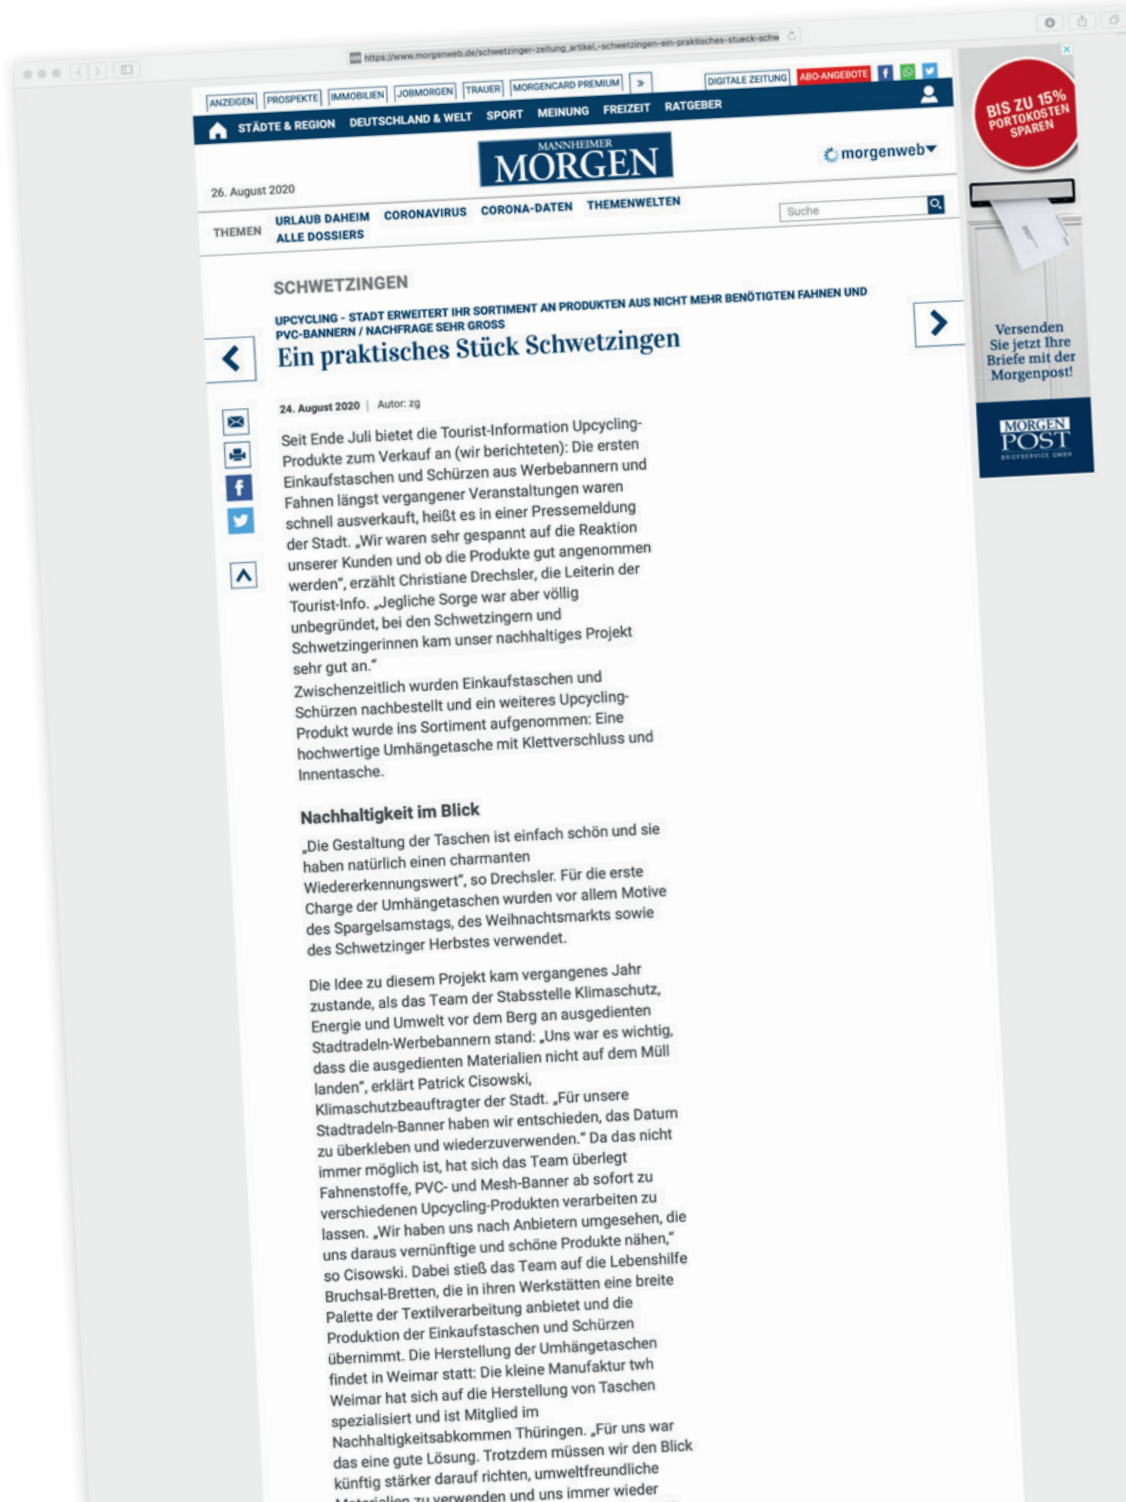 https://www.morgenweb.de/schwetzinger-zeitung_artikel,-schwetzingen-ein-praktisches-stueck-schw
ANZEIGEN PROSPEKTE IMMOBILIEN JOBMORGEN TRAUER MORGENCARD PREMIUM » DIGITALE ZEITUNG ABO-ANGEBOTE
STÄDTE & REGION DEUTSCHLAND & WELT SPORT MEINUNG FREIZEIT RATGEBER
MANNHEIMER
MORGEN
morgenweb
26. August 2020
THEMEN
URLAUB DAHEIM CORONAVIRUS CORONA-DATEN THEMENWELTEN
ALLE DOSSIERS
Suche
SCHWETZINGEN
UPCYCLING - STADT ERWEITERT IHR SORTIMENT AN PRODUKTEN AUS NICHT MEHR BENÖTIGTEN FAHNEN UND
PVC-BANNERN / NACHFRAGE SEHR GROSS
Ein praktisches Stück Schwetzingen
24. August 2020 | Autor: zg
Seit Ende Juli bietet die Tourist-Information Upcycling-
Produkte zum Verkauf an (wir berichteten): Die ersten
Einkaufstaschen und Schürzen aus Werbebannern und
Fahnen längst vergangener Veranstaltungen waren
schnell ausverkauft, heißt es in einer Pressemeldung
der Stadt. „Wir waren sehr gespannt auf die Reaktion
unserer Kunden und ob die Produkte gut angenommen
werden“, erzählt Christiane Drechsler, die Leiterin der
Tourist-Info. „Jegliche Sorge war aber völlig
unbegründet, bei den Schwetzingern und
Schwetzingerinnen kam unser nachhaltiges Projekt
sehr gut an.“
Zwischenzeitlich wurden Einkaufstaschen und
Schürzen nachbestellt und ein weiteres Upcycling-
Produkt wurde ins Sortiment aufgenommen: Eine
hochwertige Umhängetasche mit Klettverschluss und
Innentasche.
Nachhaltigkeit im Blick
„Die Gestaltung der Taschen ist einfach schön und sie
haben natürlich einen charmanten
Wiedererkennungswert“, so Drechsler. Für die erste
Charge der Umhängetaschen wurden vor allem Motive
des Spargelsamstags, des Weihnachtsmarkts sowie
des Schwetzinger Herbstes verwendet.
Die Idee zu diesem Projekt kam vergangenes Jahr
zustande, als das Team der Stabsstelle Klimaschutz,
Energie und Umwelt vor dem Berg an ausgedienten
Stadtradeln-Werbebannern stand: „Uns war es wichtig,
dass die ausgedienten Materialien nicht auf dem Müll
landen“, erklärt Patrick Cisowski,
Klimaschutzbeauftragter der Stadt. „Für unsere
Stadtradeln-Banner haben wir entschieden, das Datum
zu überkleben und wiederzuverwenden.“ Da das nicht
immer möglich ist, hat sich das Team überlegt
Fahnenstoffe, PVC- und Mesh-Banner ab sofort zu
verschiedenen Upcycling-Produkten verarbeiten zu
lassen. „Wir haben uns nach Anbietern umgesehen, die
uns daraus vernünftige und schöne Produkte nähen,“
so Cisowski. Dabei stieß das Team auf die Lebenshilfe
Bruchsal-Bretten, die in ihren Werkstätten eine breite
Palette der Textilverarbeitung anbietet und die
Produktion der Einkaufstaschen und Schürzen
übernimmt. Die Herstellung der Umhängetaschen
findet in Weimar statt: Die kleine Manufaktur twh
Weimar hat sich auf die Herstellung von Taschen
spezialisiert und ist Mitglied im
Nachhaltigkeitsabkommen Thüringen. „Für uns war
das eine gute Lösung. Trotzdem müssen wir den Blick
künftig stärker darauf richten, umweltfreundliche
Materialien zu verwenden und uns immer wieder
BIS ZU 15%
PORTOKOSTEN
SPAREN
Versenden
Sie jetzt Ihre
Briefe mit der
Morgenpost!
MORGEN
POST
BRIEFSERVICE GMBH